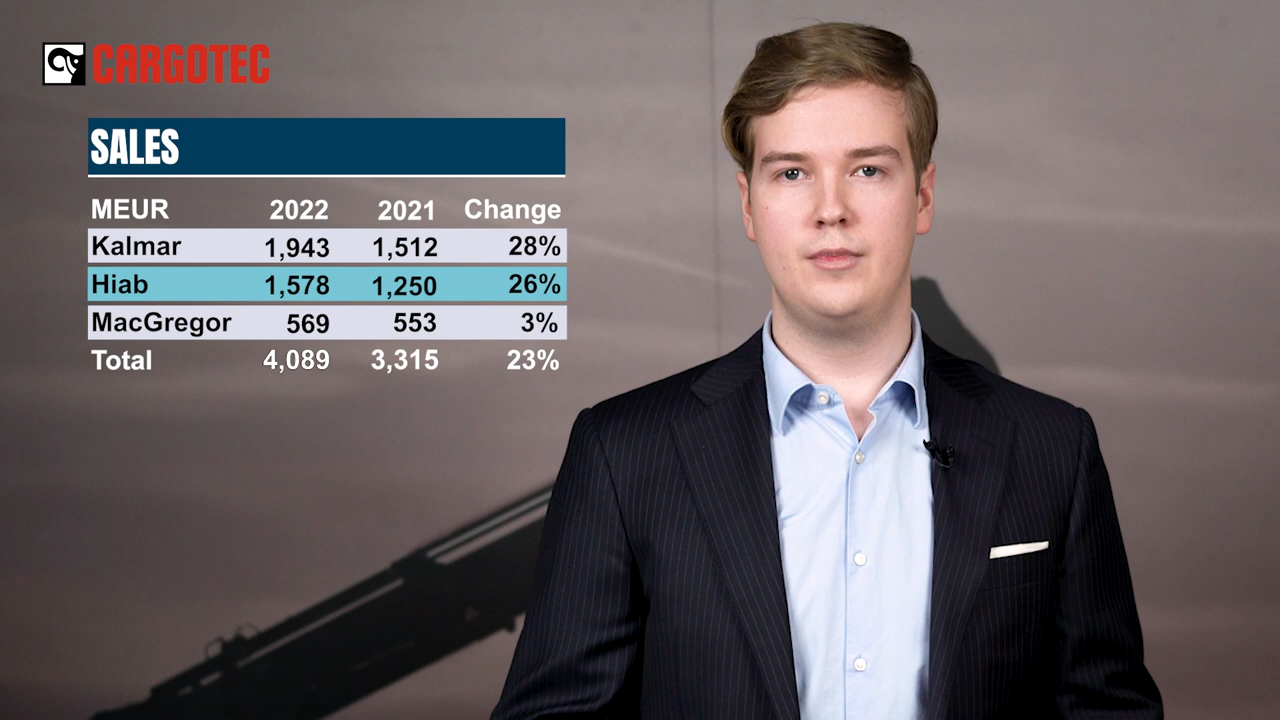 CARGOTEC
SALES
MEUR 2022 2021 Change
Kalmar 1,943 1,512 28%
Hiab 1,578 1,250 26%
MacGregor 569 553 3%
Total 4,089 3,315 23%